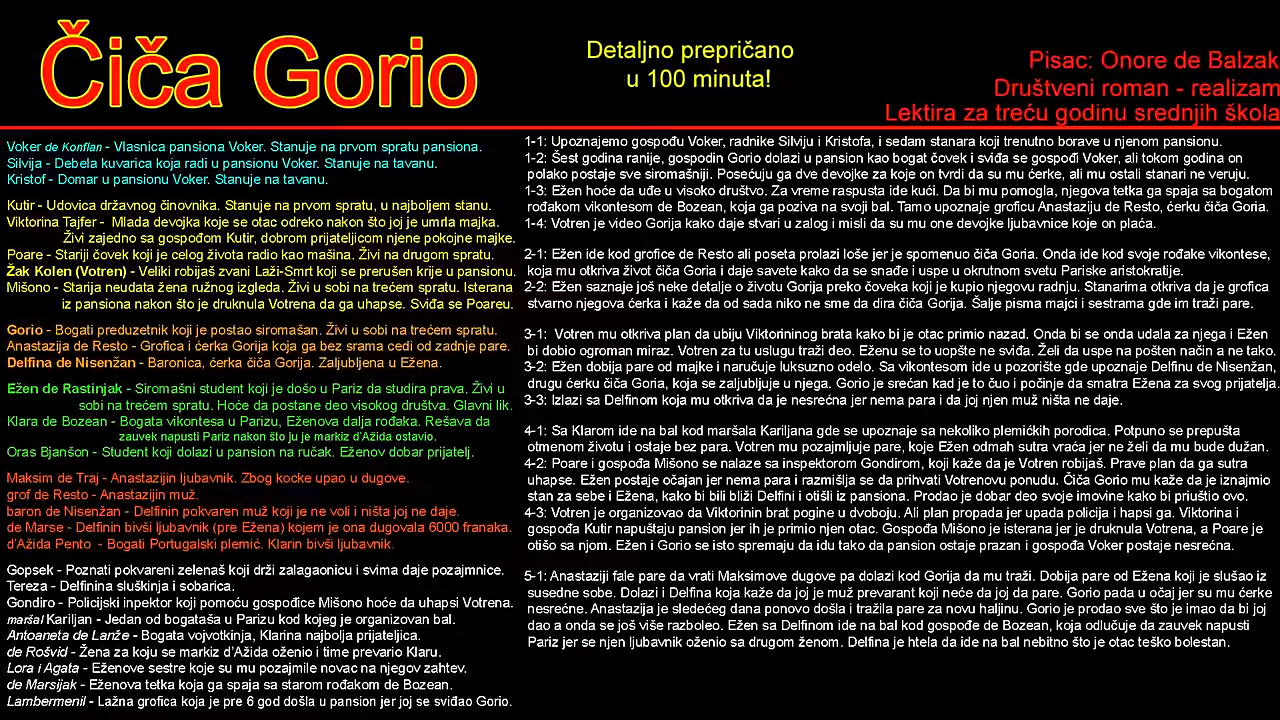 Čiča Gorio
Detaljno prepričano
u 100 minuta!
Pisac: Onore de Balzak
Društveni roman - realizam
Lektira za treću godinu srednjih škola
Voker de Konflan - Vlasnica pansiona Voker. Stanuje na prvom spratu pansiona.
Silvija - Debela kuvarica koja radi u pansionu Voker. Stanuje na tavanu.
Kristof - Domar u pansionu Voker. Stanuje na tavanu.
Kutir - Udovica državnog činovnika. Stanuje na prvom spratu, u najboljem stanu.
Viktorina Tajfer - Mlada devojka koje se otac odreko nakon što joj je umrla majka.
Živi zajedno sa gospođom Kutir, dobrom prijateljicom njene pokojne majke.
Poare - Stariji čovek koji je celog života radio kao mašina. Živi na drugom spratu.
Žak Kolen (Votren) - Veliki robijaš zvani Laži-Smrt koji se prerušen krije u pansionu.
Mišono - Starija neudata žena ružnog izgleda. Živi u sobi na trećem spratu. Isterana
iz pansiona nakon što je druknula Votrena da ga uhapse. Sviđa se Poareu.
Gorio - Bogati preduzetnik koji je postao siromašan. Živi u sobi na trećem spratu.
Anastazija de Resto - Grofica i ćerka Gorija koja ga bez srama cedi od zadnje pare.
Delfina de Nisenžan - Baronica, ćerka čiča Gorija. Zaljubljena u Ežena.
Ežen de Rastinjak - Siromašni student koji je došo u Pariz da studira prava. Živi u
sobi na trećem spratu. Hoće da postane deo visokog društva. Glavni lik.
Klara de Bozean - Bogata vikontesa u Parizu, Eženova dalja rođaka. Rešava da
zauvek napusti Pariz nakon što ju je markiz d'Ažida ostavio.
Oras Bjanšon - Student koji dolazi u pansion na ručak. Eženov dobar prijatelj.
Maksim de Traj - Anastazijin ljubavnik. Zbog kocke upao u dugove.
grof de Resto - Anastazijin muž.
baron de Nisenžan - Delfinin pokvaren muž koji je ne voli i ništa joj ne daje.
de Marse - Delfinin bivši ljubavnik (pre Ežena) kojem je ona dugovala 6000 franaka.
d'Ažida Pento  - Bogati Portugalski plemić. Klarin bivši ljubavnik.
Gopsek - Poznati pokvareni zelenaš koji drži zalagaonicu i svima daje pozajmice.
Tereza - Delfinina sluškinja i sobarica.
Gondiro - Policijski inpektor koji pomoću gospođice Mišono hoće da uhapsi Votrena.
maršal Kariljan - Jedan od bogataša u Parizu kod kojeg je organizovan bal.
Antoaneta de Lanže - Bogata vojvotkinja, Klarina najbolja prijateljica.
de Rošvid - Žena za koju se markiz d'Ažida oženio i time prevario Klaru.
Lora i Agata - Eženove sestre koje su mu pozajmile novac na njegov zahtev.
de Marsijak - Eženova tetka koja ga spaja sa starom rođakom de Bozean.
Lambermenil - Lažna grofica koja je pre 6 god došla u pansion jer joj se sviđao Gorio.
1-1: Upoznajemo gospođu Voker, radnike Silviju i Kristofa, i sedam stanara koji trenutno borave u njenom pansionu.
1-2: Šest godina ranije, gospodin Gorio dolazi u pansion kao bogat čovek i sviđa se gospođi Voker, ali tokom godina on
polako postaje sve siromašniji. Posećuju ga dve devojke za koje on tvrdi da su mu ćerke, ali mu ostali stanari ne veruju.
1-3: Ežen hoće da uđe u visoko društvo. Za vreme raspusta ide kući. Da bi mu pomogla, njegova tetka ga spaja sa bogatom
rođakom vikontesom de Bozean, koja ga poziva na svoji bal. Tamo upoznaje groficu Anastaziju de Resto, ćerku čiča Gorija.
1-4: Votren je video Gorija kako daje stvari u zalog i misli da su mu one devojke ljubavnice koje on plaća.
2-1: Ežen ide kod grofice de Resto ali poseta prolazi loše jer je spomenuo čiča Goria. Onda ide kod svoje rođake vikontese,
koja mu otkriva život čiča Goria i daje savete kako da se snađe i uspe u okrutnom svetu Pariske aristokratije.
2-2: Ežen saznaje još neke detalje o životu Gorija preko čoveka koji je kupio njegovu radnju. Stanarima otkriva da je grofica
stvarno njegova ćerka i kaže da od sada niko ne sme da dira čiča Gorija. Šalje pisma majci i sestrama gde im traži pare.
3-1:  Votren mu otkriva plan da ubiju Viktorininog brata kako bi je otac primio nazad. Onda bi se onda udala za njega i Ežen
bi dobio ogroman miraz. Votren za tu uslugu traži deo. Eženu se to uopšte ne sviđa. Želi da uspe na pošten način a ne tako.
3-2: Ežen dobija pare od majke i naručuje luksuzno odelo. Sa vikontesom ide u pozorište gde upoznaje Delfinu de Nisenžan,
drugu ćerku čiča Goria, koja se zaljubljuje u njega. Gorio je srećan kad je to čuo i počinje da smatra Ežena za svog prijatelja.
3-3: Izlazi sa Delfinom koja mu otkriva da je nesrećna jer nema para i da joj njen muž ništa ne daje.
4-1: Sa Klarom ide na bal kod maršala Kariljana gde se upoznaje sa nekoliko plemićkih porodica. Potpuno se prepušta
otmenom životu i ostaje bez para. Votren mu pozajmljuje pare, koje Ežen odmah sutra vraća jer ne želi da mu bude dužan.
4-2: Poare i gospođa Mišono se nalaze sa inspektorom Gondirom, koji kaže da je Votren robijaš. Prave plan da ga sutra
uhapse. Ežen postaje očajan jer nema para i razmišlja se da prihvati Votrenovu ponudu. Čiča Gorio mu kaže da je iznajmio
stan za sebe i Ežena, kako bi bili bliži Delfini i otišli iz pansiona. Prodao je dobar deo svoje imovine kako bi priuštio ovo.
4-3: Votren je organizovao da Viktorinin brat pogine u dvoboju. Ali plan propada jer upada policija i hapsi ga. Viktorina i
gospođa Kutir napuštaju pansion jer ih je primio njen otac. Gospođa Mišono je isterana jer je druknula Votrena, a Poare je
otišo sa njom. Ežen i Gorio se isto spremaju da idu tako da pansion ostaje prazan i gospođa Voker postaje nesrećna.
5-1: Anastaziji fale pare da vrati Maksimove dugove pa dolazi kod Gorija da mu traži. Dobija pare od Ežena koji je slušao iz
susedne sobe. Dolazi i Delfina koja kaže da joj je muž prevarant koji neće da joj da pare. Gorio pada u očaj jer su mu ćerke
nesrećne. Anastazija je sledećeg dana ponovo došla i tražila pare za novu haljinu. Gorio je prodao sve što je imao da bi joj
dao a onda se još više razboleo. Ežen sa Delfinom ide na bal kod gospođe de Bozean, koja odlučuje da zauvek napusti
Pariz jer se njen ljubavnik oženio sa drugom ženom. Delfina je htela da ide na bal nebitno što je otac teško bolestan.